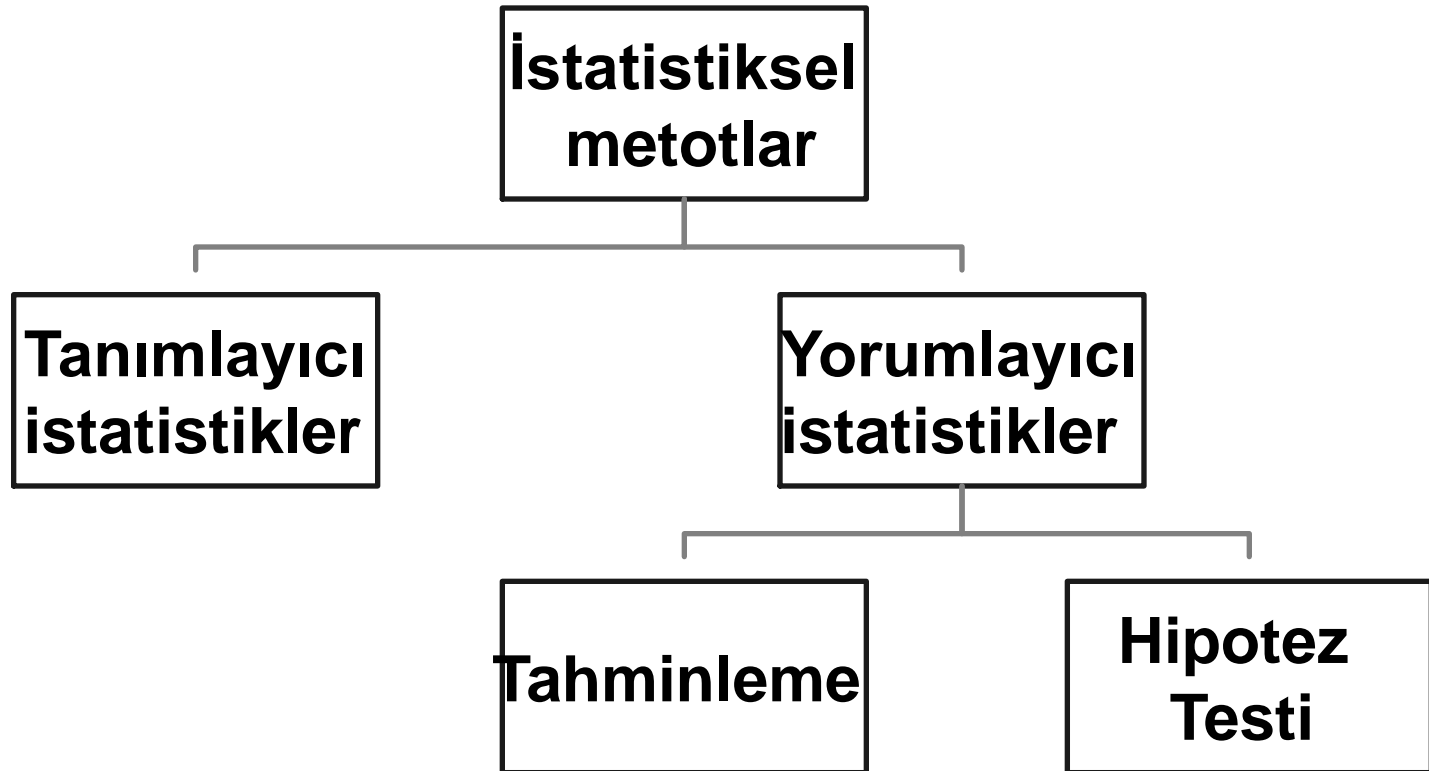 İstatistiksel
metotlar
Tanımlayıcı
istatistikler
Yorumlayıcı
istatistikler
Tahminleme
Hipotez
Testi